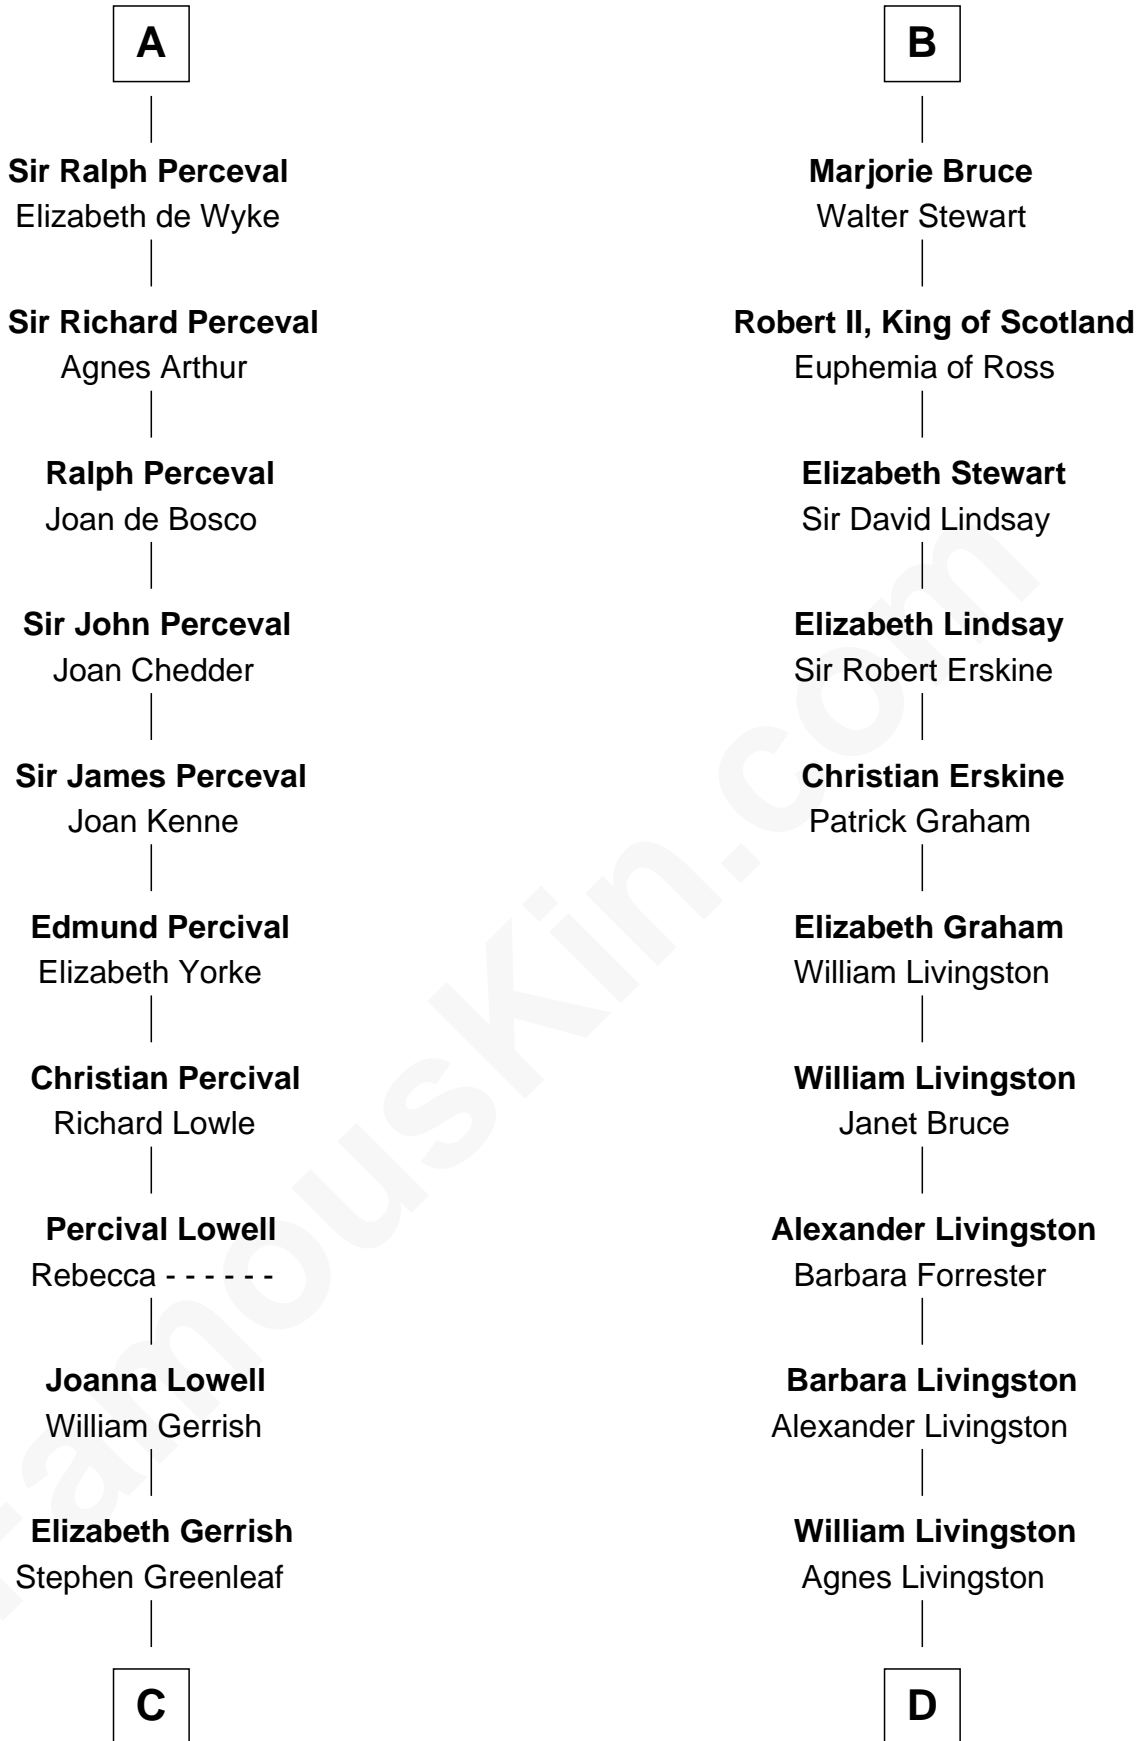 A
Sir Ralph Perceval
Elizabeth de Wyke
Sir Richard Perceval
Agnes Arthur
Ralph Perceval
Joan de Bosco
Sir John Perceval
Joan Chedder
Sir James Perceval
Joan Kenne
Edmund Percival
Elizabeth Yorke
Christian Percival
Richard Lowle
Percival Lowell
Rebecca - - - - - -
Joanna Lowell
William Gerrish
Elizabeth Gerrish
Stephen Greenleaf
C
B
Marjorie Bruce
Walter Stewart
Robert II, King of Scotland
Euphemia of Ross
Elizabeth Stewart
Sir David Lindsay
Elizabeth Lindsay
Sir Robert Erskine
Christian Erskine
Patrick Graham
Elizabeth Graham
William Livingston
William Livingston
Janet Bruce
Alexander Livingston
Barbara Forrester
Barbara Livingston
Alexander Livingston
William Livingston
Agnes Livingston
D
FamousKin.com